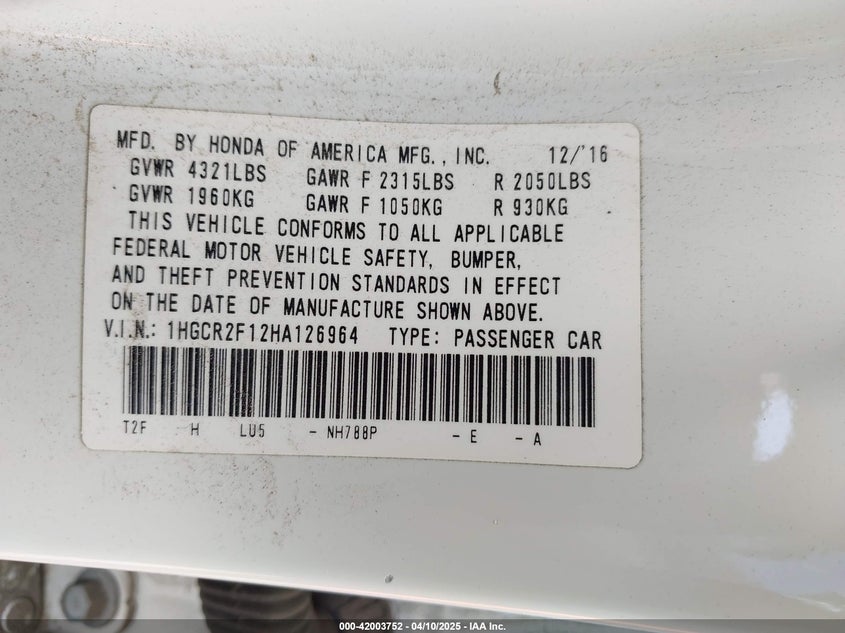 MFD. BY HONDA OF AMERICA MFG., INC. 12/'16
GVWR 4321LBS GAWR F 2315LBS R 2050LBS
GVWR 1960KG GAWR F 1050KG R 930KG
THIS VEHICLE CONFORMS TO ALL APPLICABLE
FEDERAL MOTOR VEHICLE SAFETY, BUMPER,
AND THEFT PREVENTION STANDARDS IN EFFECT
ON THE DATE OF MANUFACTURE SHOWN ABOVE.
V.I.N.: 1HGCR2F12HA126964 TYPE: PASSENGER CAR
T2F H LU5 - NH788P - E - A
000-42003752 - 04/10/2025 - IAA Inc.